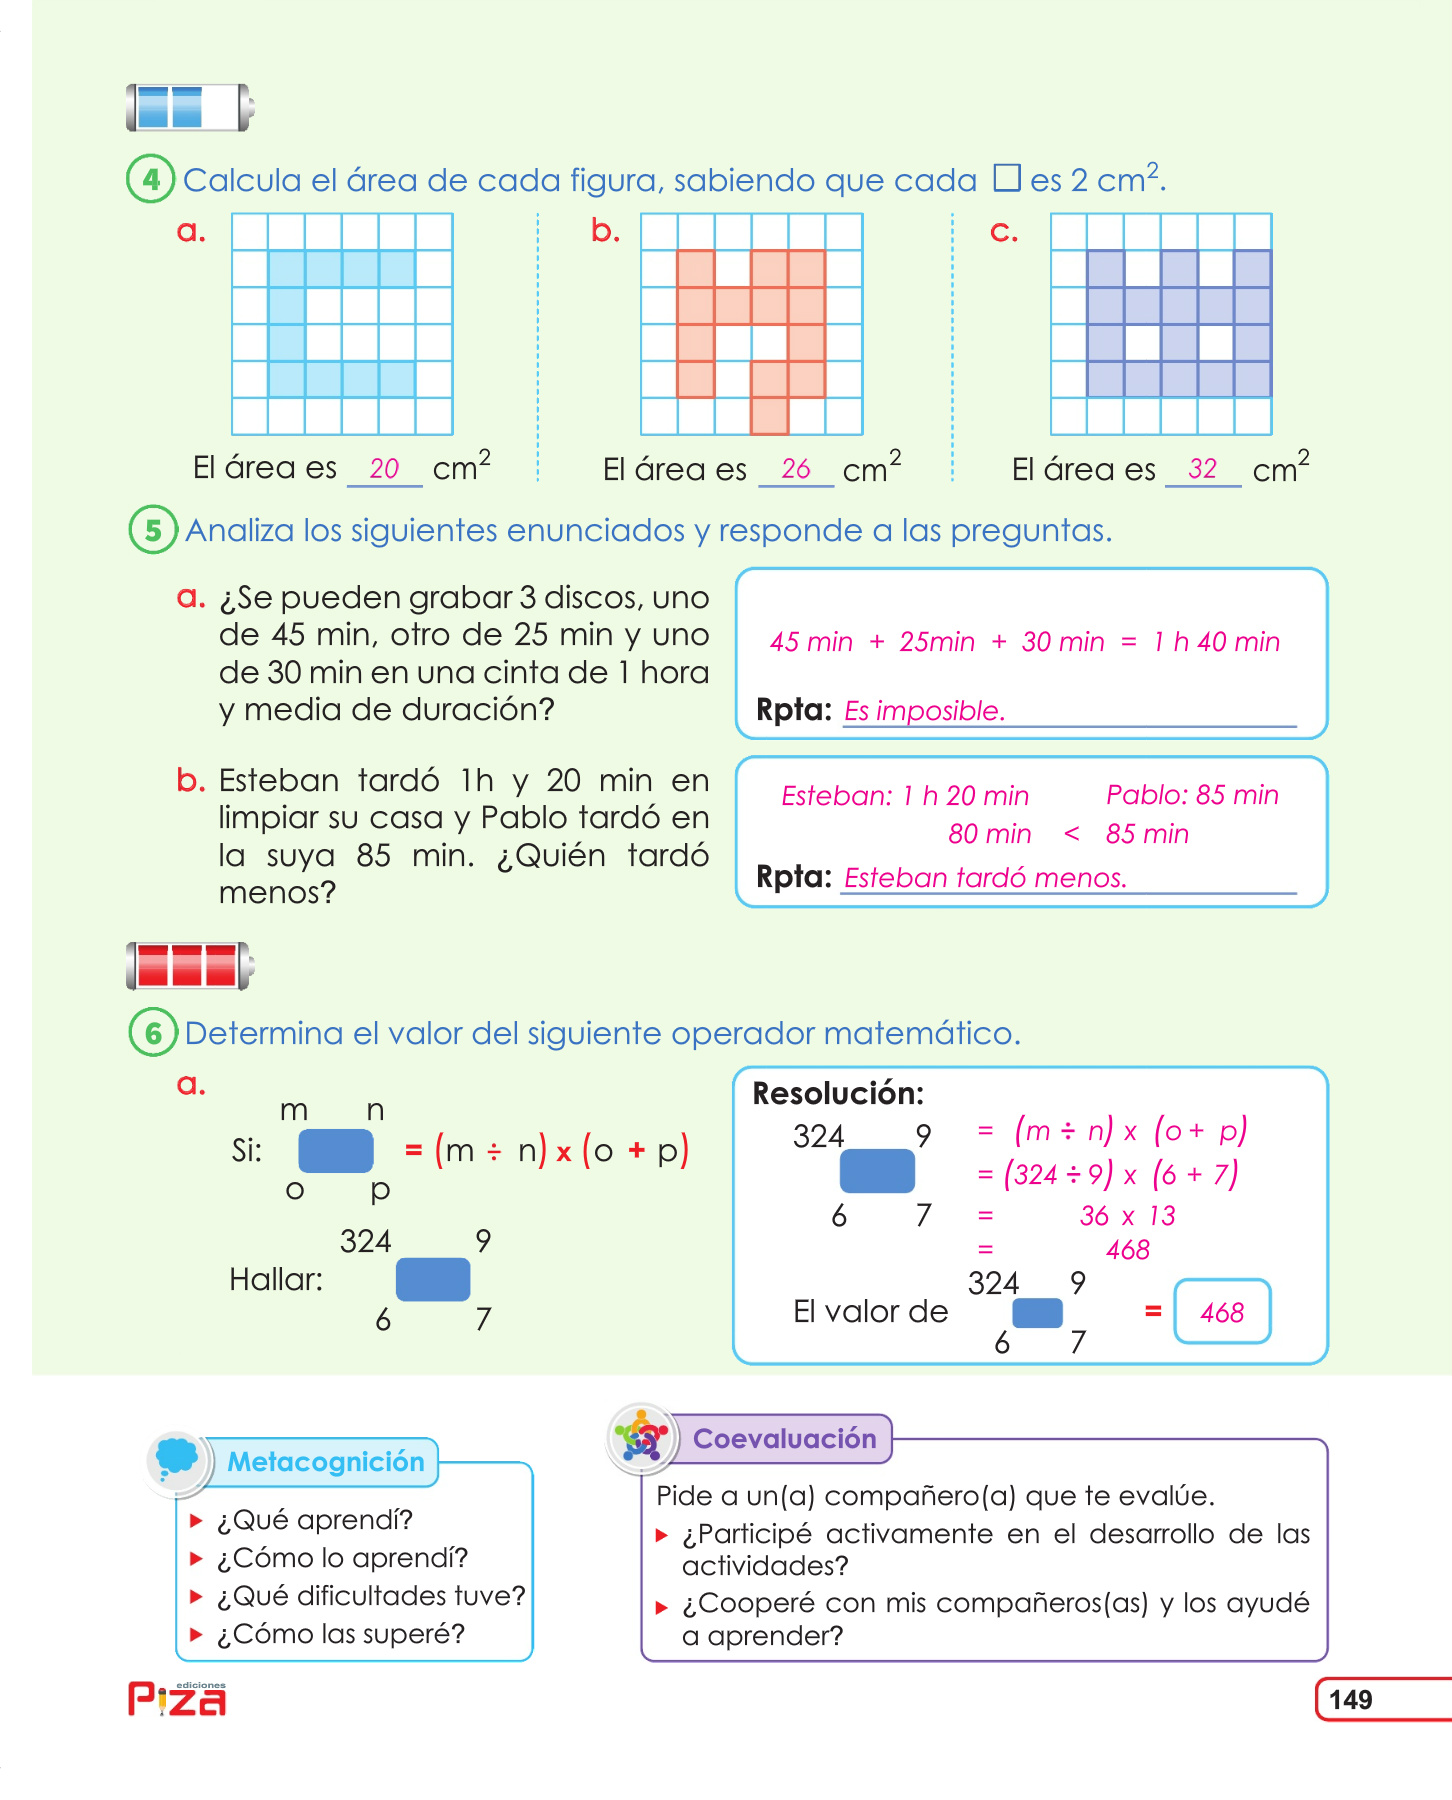 4 Calcula el área de cada figura, sabiendo que cada □ es 2 cm².
a.
b.
c.
El área es 20 cm²
El área es 26 cm²
El área es 32 cm²
5 Analiza los siguientes enunciados y responde a las preguntas.
a. ¿Se pueden grabar 3 discos, uno
de 45 min, otro de 25 min y uno
de 30 min en una cinta de 1 hora
y media de duración?
45 min + 25min + 30 min = 1 h 40 min
Rpta: Es imposible.
b. Esteban tardó 1h y 20 min en
limpiar su casa y Pablo tardó en
la suya 85 min. ¿Quién tardó
menos?
Esteban: 1 h 20 min Pablo: 85 min
80 min < 85 min
Rpta: Esteban tardó menos.
6 Determina el valor del siguiente operador matemático.
a.
m n
Si: = (m ÷ n) x (o + p)
o p
324 9
Hallar:
6 7
Resolución:
324 9 = (m ÷ n) x (o + p)
= (324 ÷ 9) x (6 + 7)
6 7 = 36 x 13
= 468
324 9
El valor de = 468
6 7
Metacognición
¿Qué aprendí?
¿Cómo lo aprendí?
¿Qué dificultades tuve?
¿Cómo las superé?
Coevaluación
Pide a un(a) compañero(a) que te evalúe.
¿Participé activamente en el desarrollo de las
actividades?
¿Cooperé con mis compañeros(as) y los ayudé
a aprender?
ediciones
Piza
149